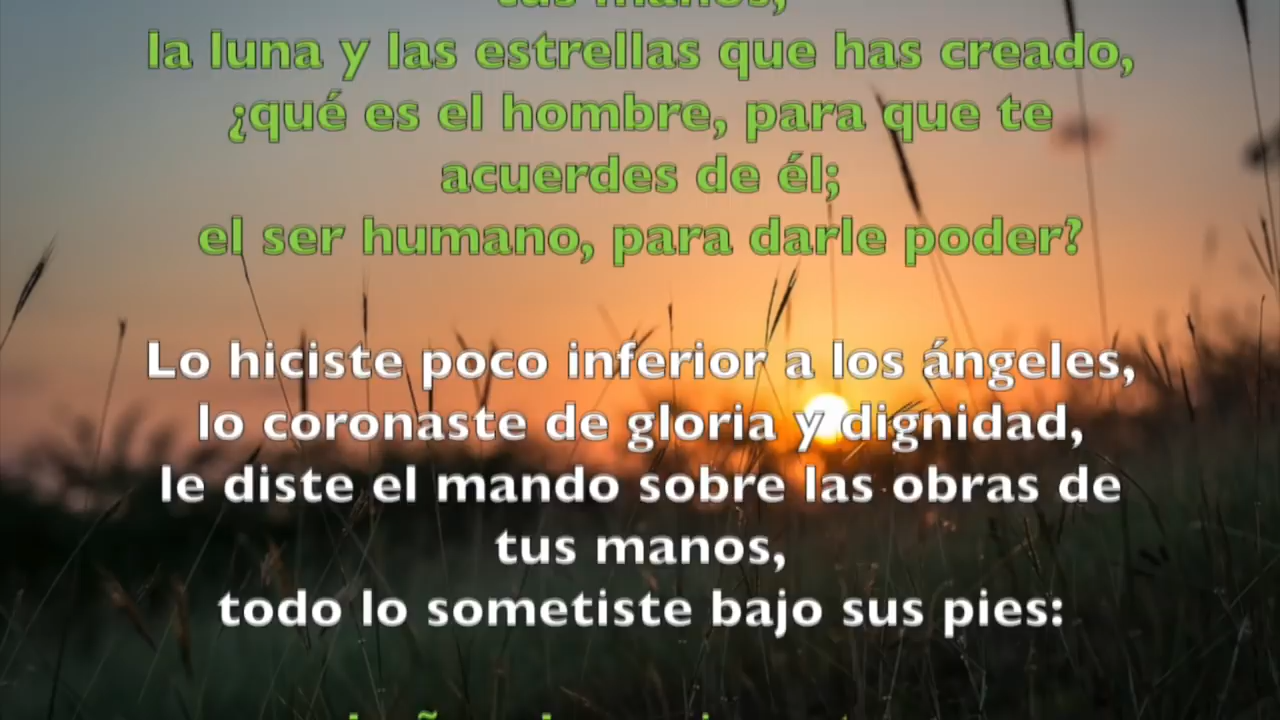 tus manos,
la luna y las estrellas que has creado,
¿qué es el hombre, para que te
acuerdes de él;
el ser humano, para darle poder?
Lo hiciste poco inferior a los ángeles,
lo coronaste de gloria y dignidad,
le diste el mando sobre las obras de
tus manos,
todo lo sometiste bajo sus pies: